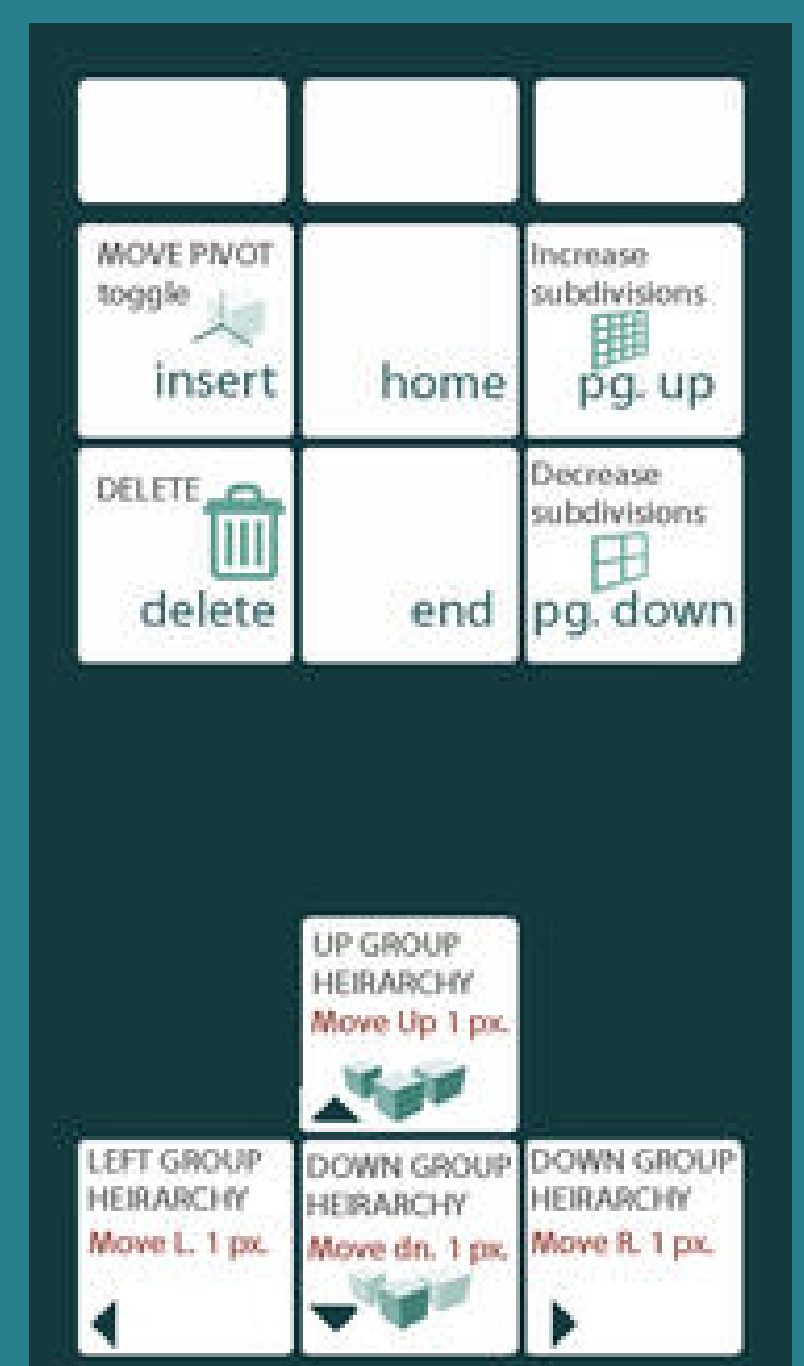 MOVE PIVOT
toggle
insert
home
Increase
subdivisions
pg. up
DELETE
delete
end
Decrease
subdivisions
pg. down
UP GROUP
HEIRARCHY
Move Up 1 px.
LEFT GROUP
HEIRARCHY
Move L. 1 px.
DOWN GROUP
HEIRARCHY
Move dn. 1 px.
DOWN GROUP
HEIRARCHY
Move R. 1 px.